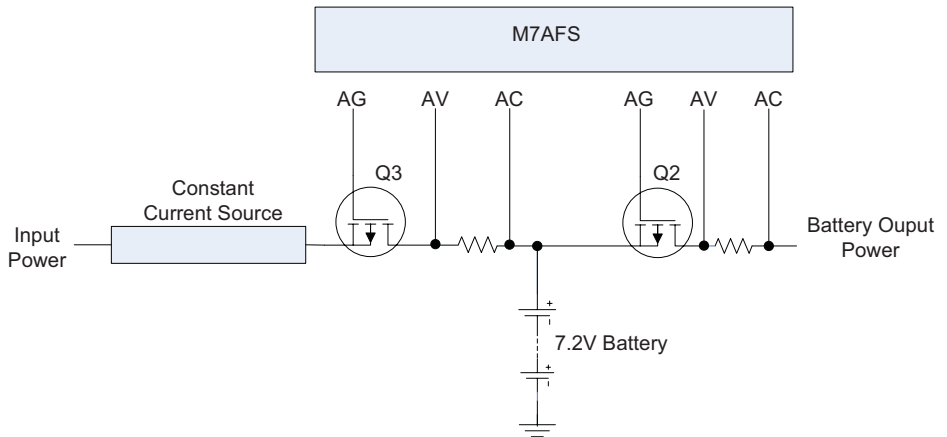 M7AFS
AG AV AC AG AV AC
Q3 Q2
Constant
Current Source
Input
Power
Battery Ouput
Power
+
-
7.2V Battery
+
-